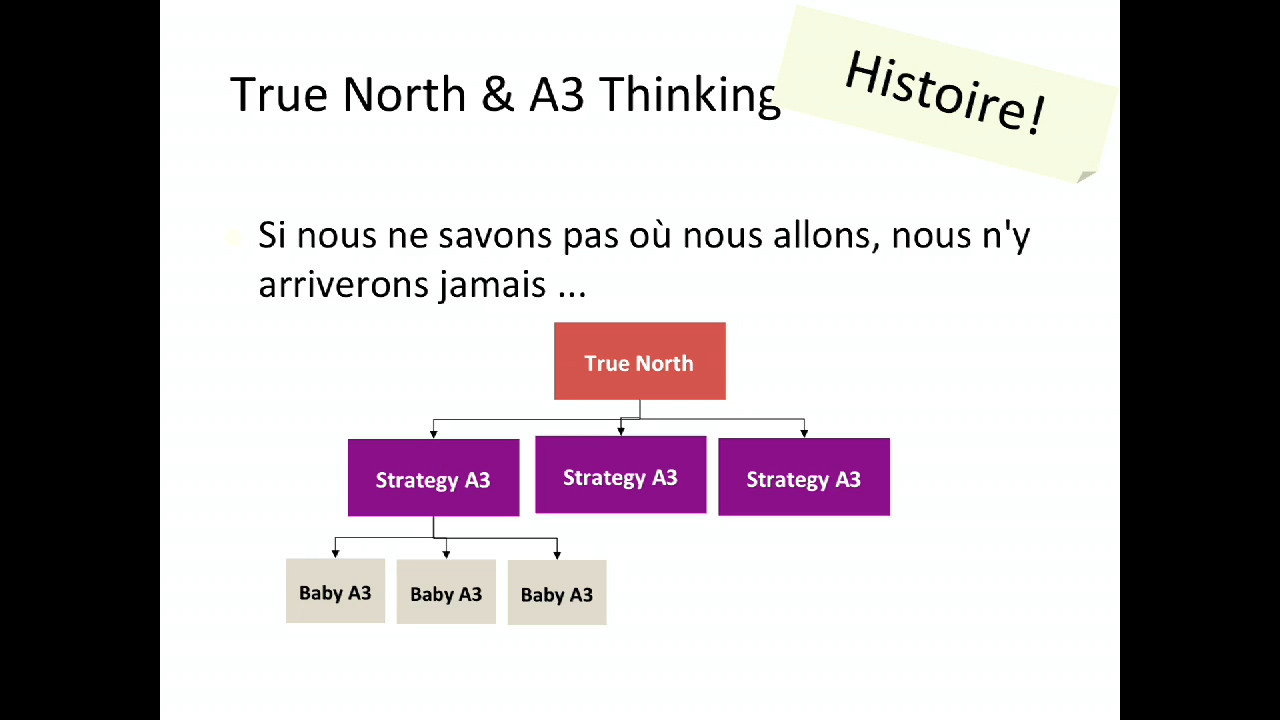 True North & A3 Thinking
Histoire!
Si nous ne savons pas où nous allons, nous n'y
arriverons jamais ...
True North
Strategy A3
Strategy A3
Strategy A3
Baby A3
Baby A3
Baby A3